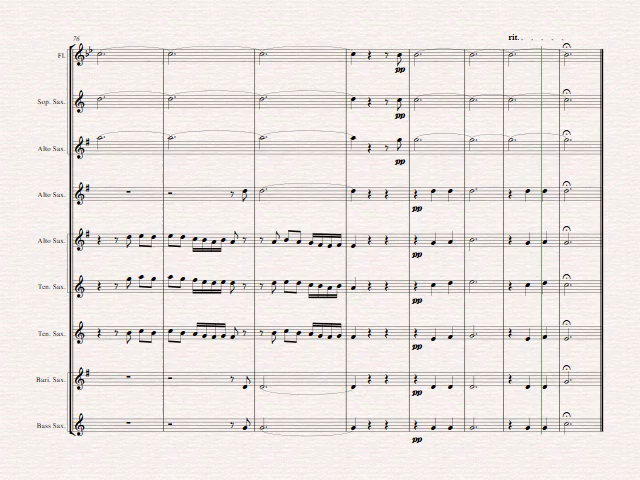 76
rit.
Fl.
pp
Sop. Sax.
pp
Alto Sax.
pp
Alto Sax.
pp
Alto Sax.
pp
Ten. Sax.
pp
Ten. Sax.
pp
Bari. Sax.
pp
Bass Sax.
pp